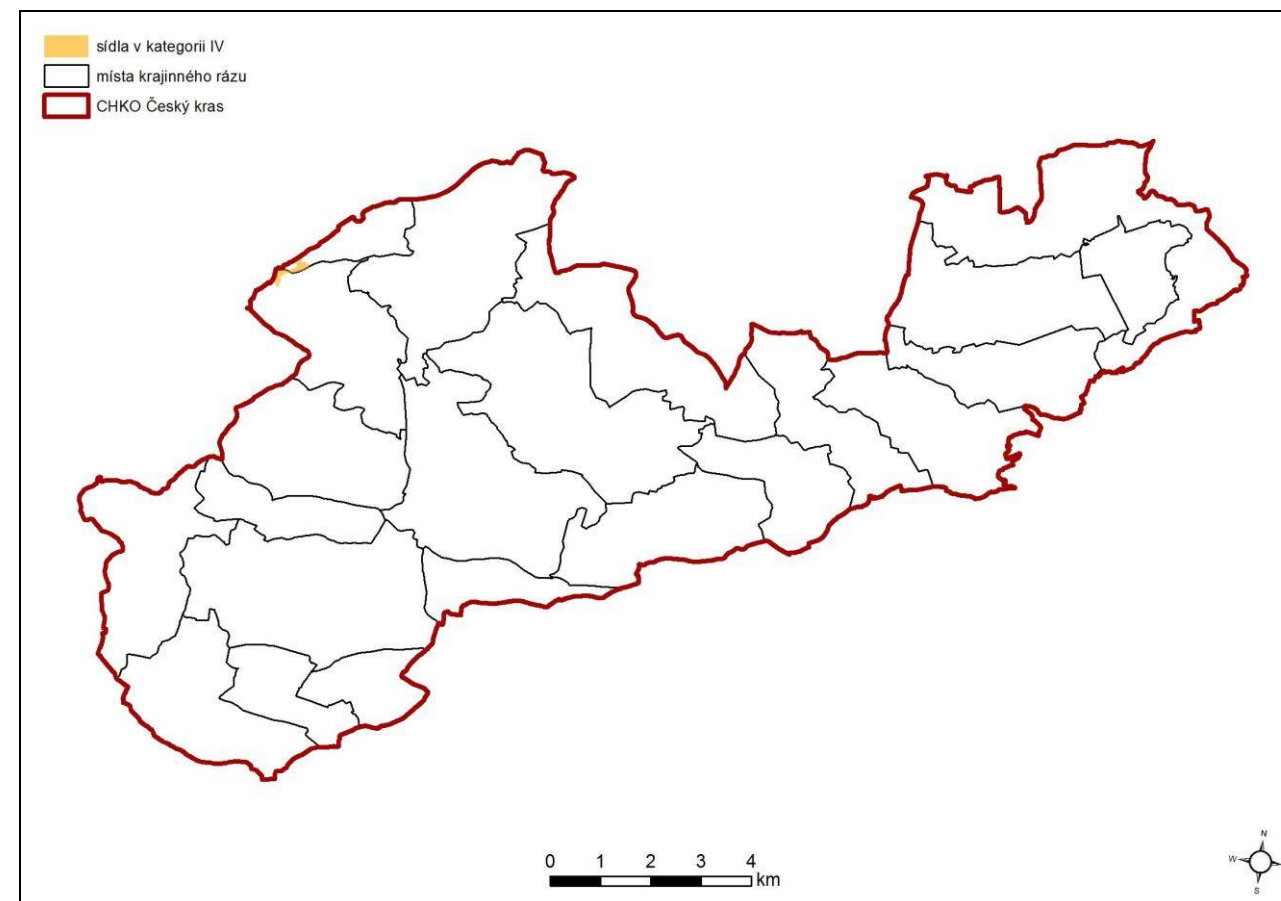 sídla v kategorii IV
místa krajinného rázu
CHKO Český kras
0 1 2 3 4
km
N
W
S